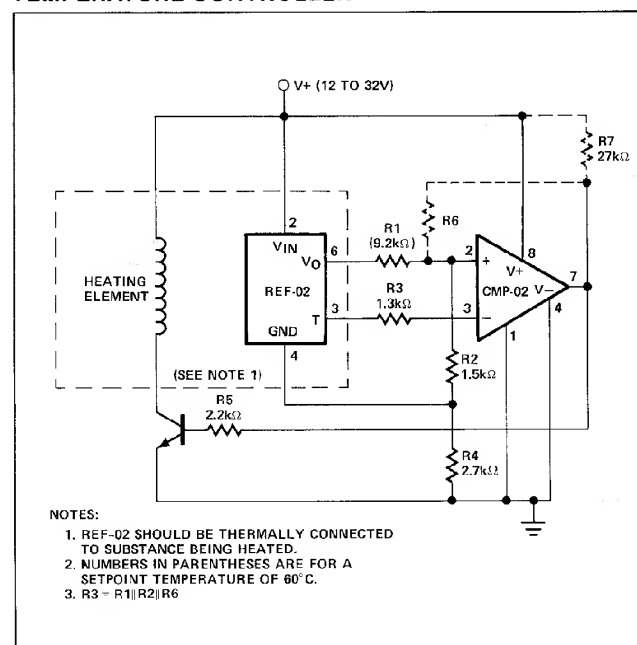 V+ (12 TO 32V)
R7
27kΩ
R6
2
VIN
6
VO
REF-02
3
T
GND
4
HEATING
ELEMENT
(SEE NOTE 1)
R1
(9.2kΩ)
R3
1.3kΩ
2
+
8
V+
CMP-02
7
V–
4
3
–
1
R2
1.5kΩ
R5
2.2kΩ
R4
2.7kΩ
NOTES:
1. REF-02 SHOULD BE THERMALLY CONNECTED
TO SUBSTANCE BEING HEATED.
2. NUMBERS IN PARENTHESES ARE FOR A
SETPOINT TEMPERATURE OF 60°C.
3. R3 = R1||R2||R6